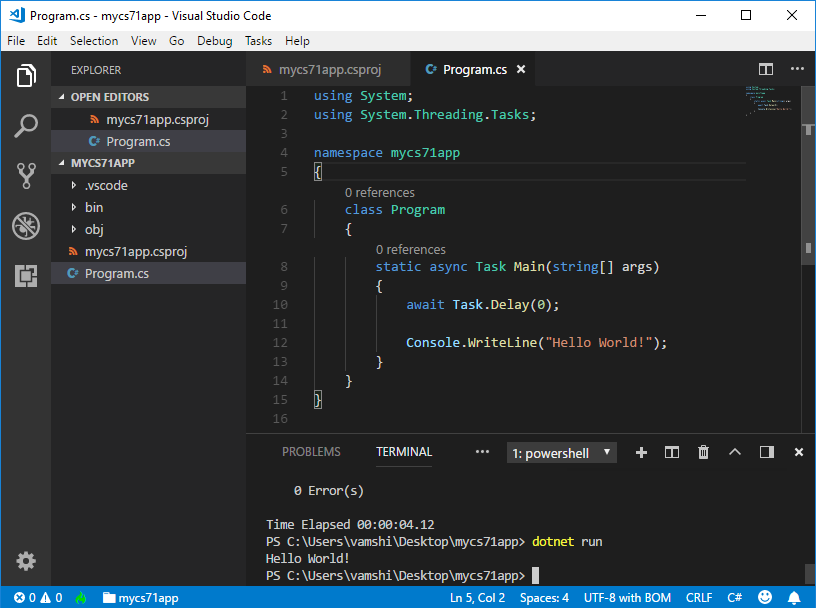 Program.cs - mycs71app - Visual Studio Code
File Edit Selection View Go Debug Tasks Help
EXPLORER
OPEN EDITORS
mycs71app.csproj
C# Program.cs
MYCS71APP
.vscode
bin
obj
mycs71app.csproj
C# Program.cs
mycs71app.csproj C# Program.cs
1 using System;
2 using System.Threading.Tasks;
3
4 namespace mycs71app
5 {
0 references
6 class Program
7 {
0 references
8 static async Task Main(string[] args)
9 {
10 await Task.Delay(0);
11
12 Console.WriteLine("Hello World!");
13 }
14 }
15 }
16
PROBLEMS TERMINAL ••• 1: powershell
0 Error(s)
Time Elapsed 00:00:04.12
PS C:\Users\vamshi\Desktop\mycs71app> dotnet run
Hello World!
PS C:\Users\vamshi\Desktop\mycs71app>
0 0 mycs71app Ln 5, Col 2 Spaces: 4 UTF-8 with BOM CRLF C#